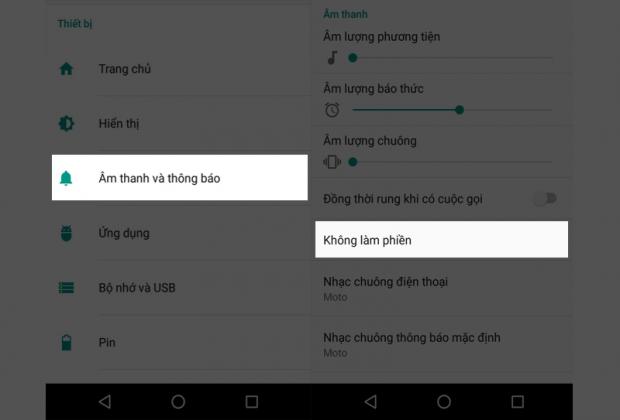 Thiết bị
Trang chủ
Hiển thị
Âm thanh và thông báo
Ứng dụng
Bộ nhớ và USB
Pin
Âm thanh
Âm lượng phương tiện
Âm lượng báo thức
Âm lượng chuông
Đồng thời rung khi có cuộc gọi
Không làm phiền
Nhạc chuông điện thoại
Moto
Nhạc chuông thông báo mặc định
Moto